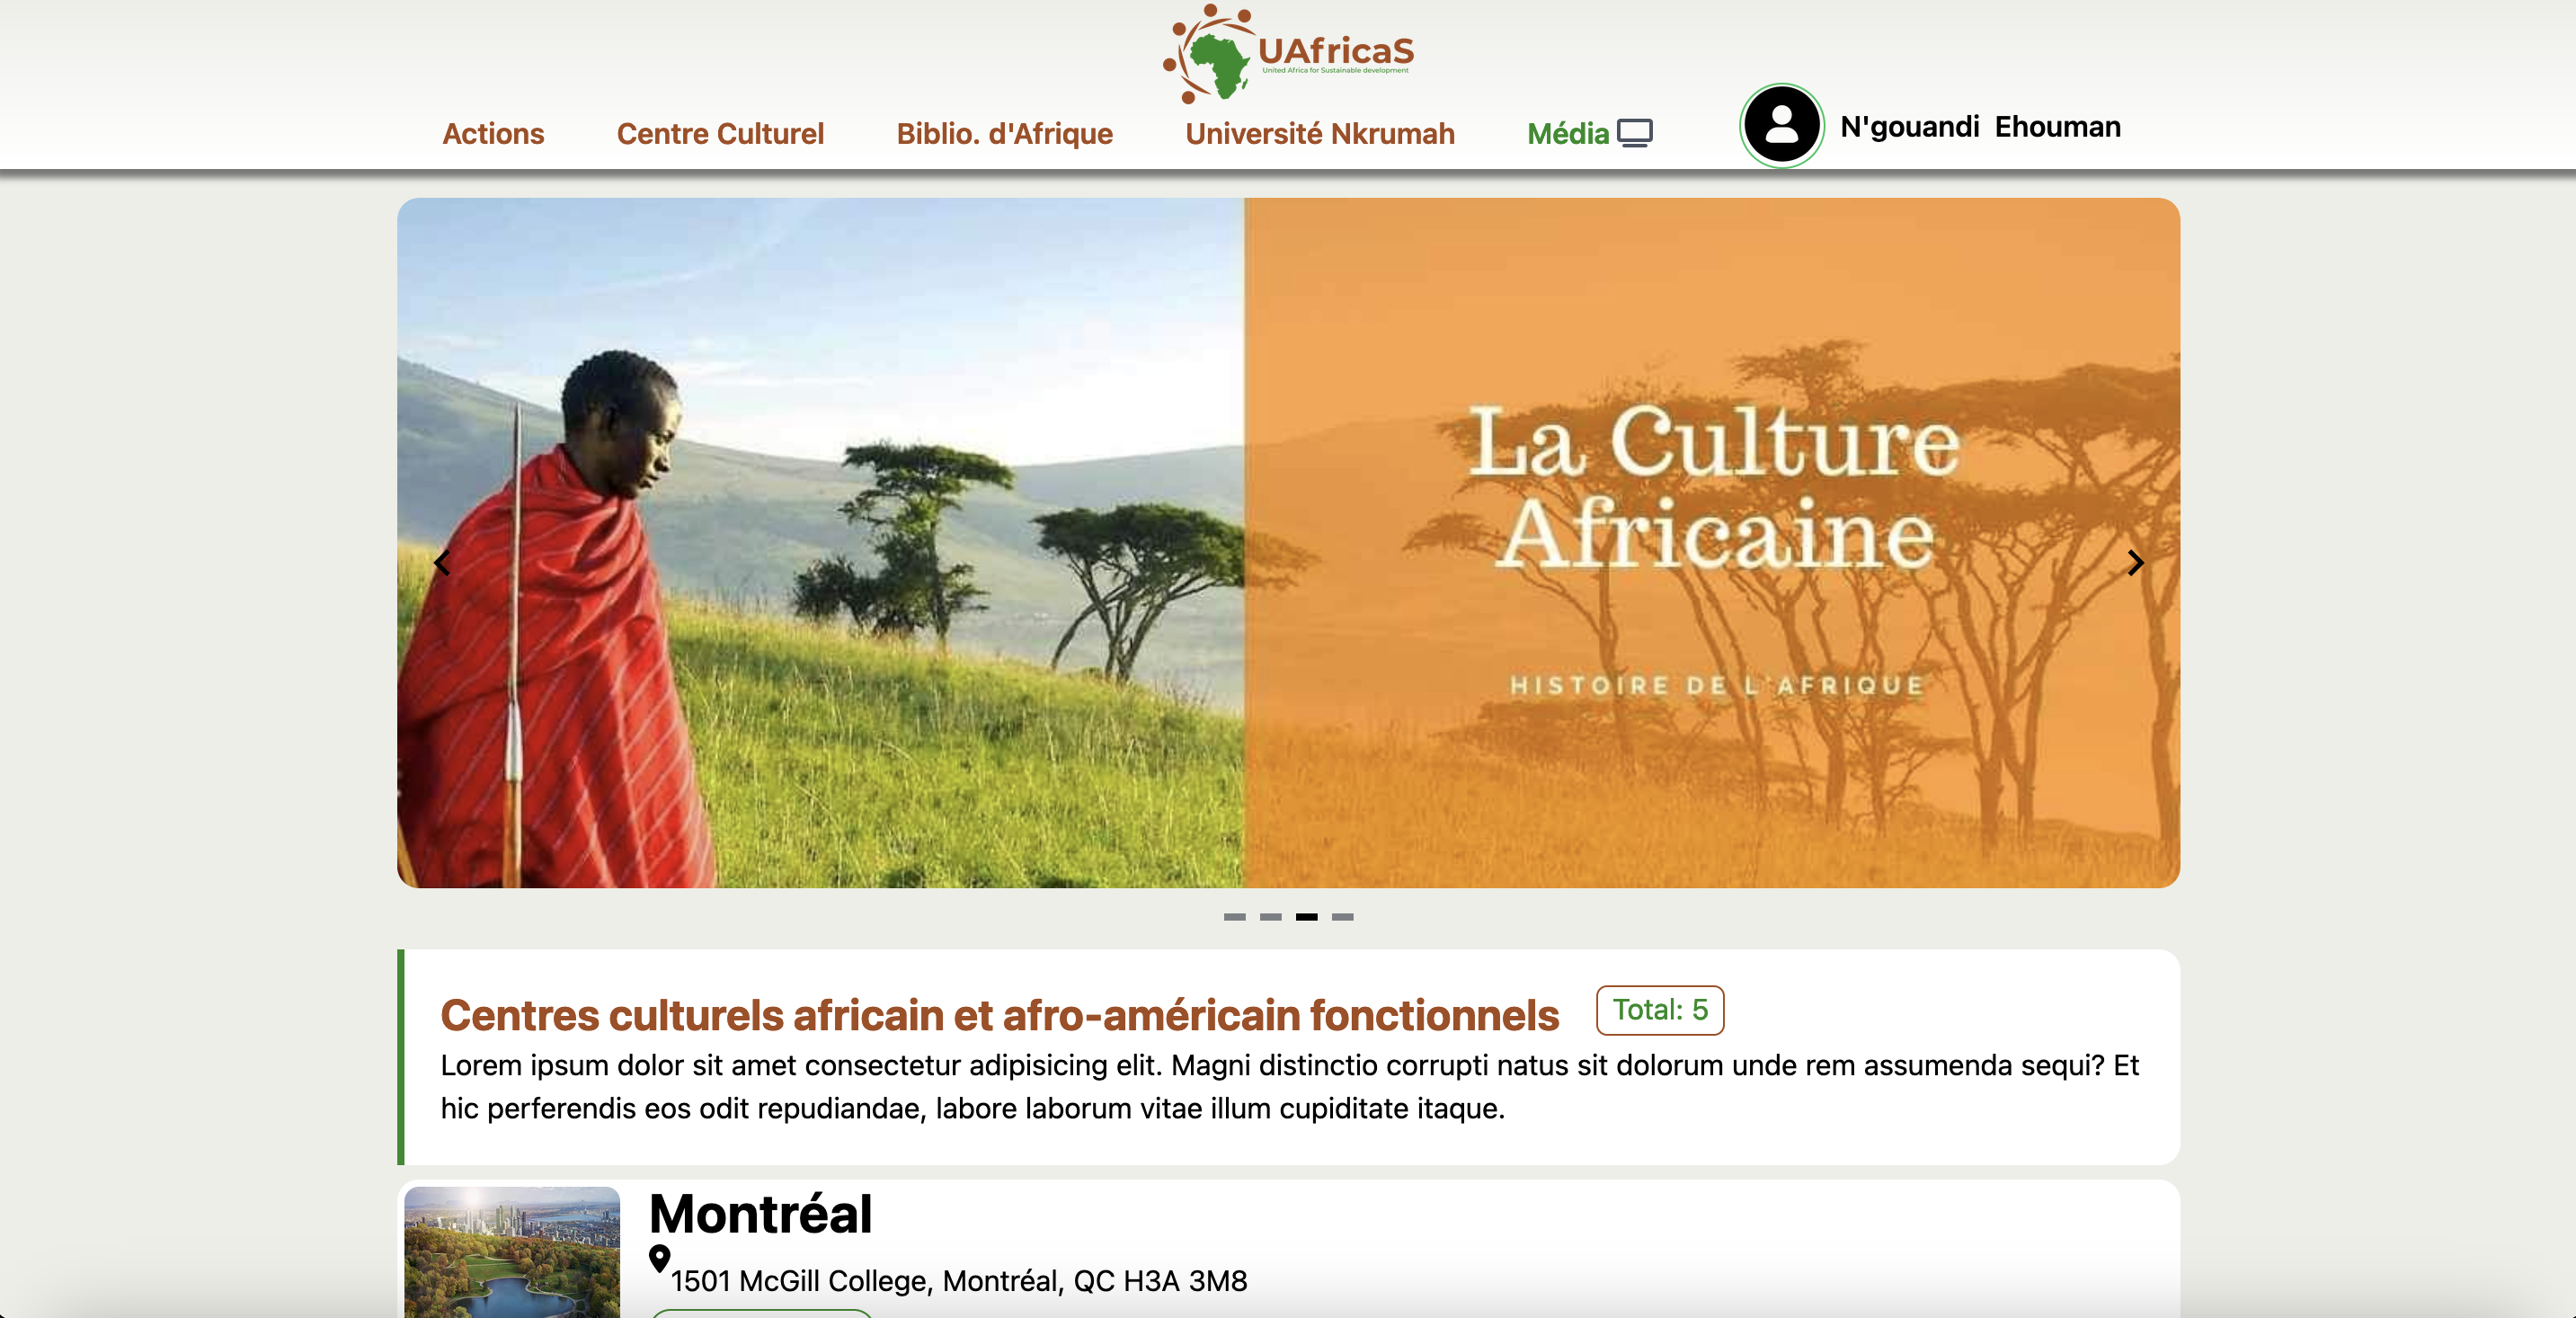 UAfricaS
United Africa for Sustainable development
Actions
Centre Culturel
Biblio. d'Afrique
Université Nkrumah
Média
N'gouandi Ehouman
La Culture
Africaine
HISTOIRE DE L'AFRIQUE
Centres culturels africain et afro-américain fonctionnels
Total: 5
Lorem ipsum dolor sit amet consectetur adipisicing elit. Magni distinctio corrupti natus sit dolorum unde rem assumenda sequi? Et
hic perferendis eos odit repudiandae, labore laborum vitae illum cupiditate itaque.
Montréal
1501 McGill College, Montréal, QC H3A 3M8